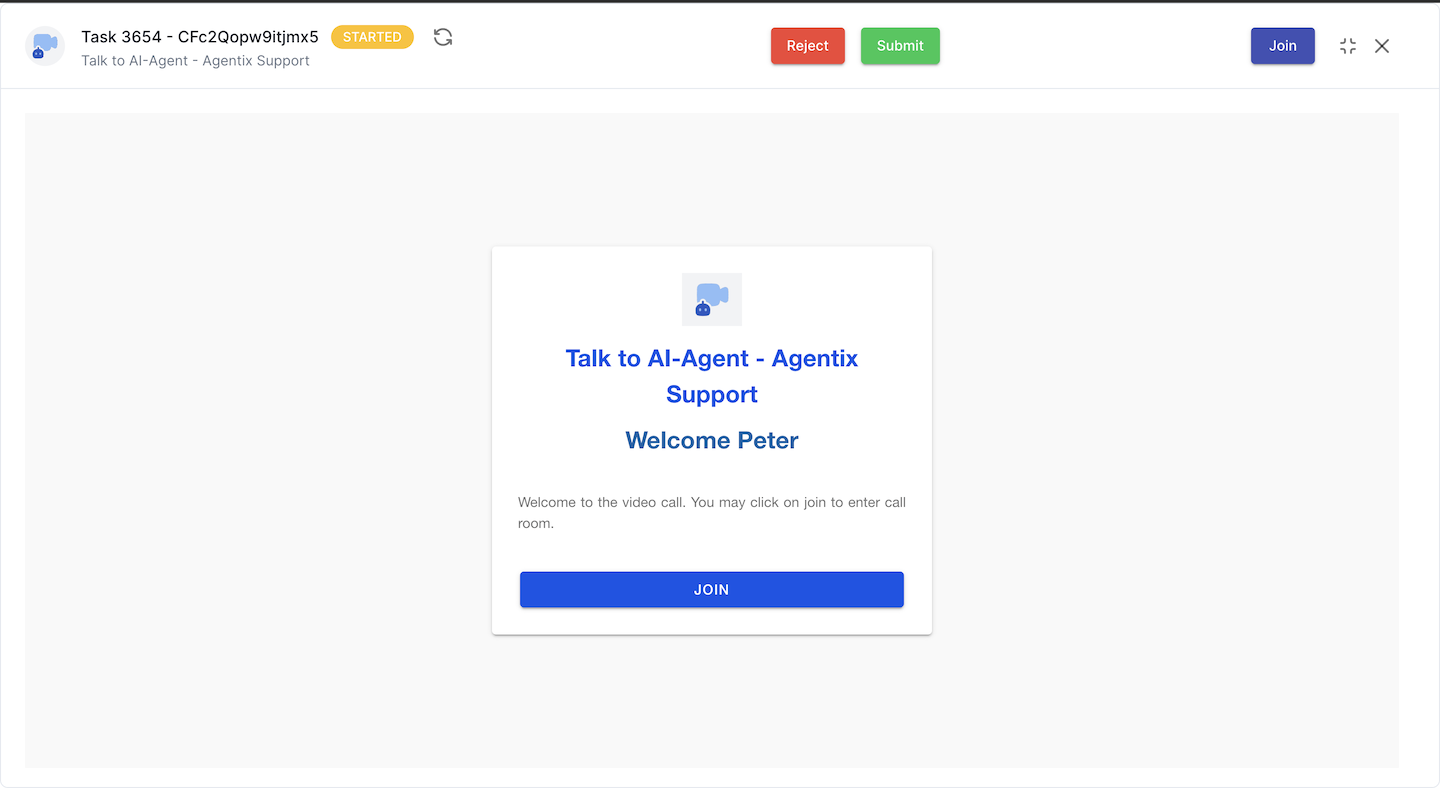 Task 3654 - CFc2Qopw9itjmx5 STARTED
Talk to AI-Agent - Agentix Support
Reject
Submit
Join
Talk to AI-Agent - Agentix
Support
Welcome Peter
Welcome to the video call. You may click on join to enter call
room.
JOIN